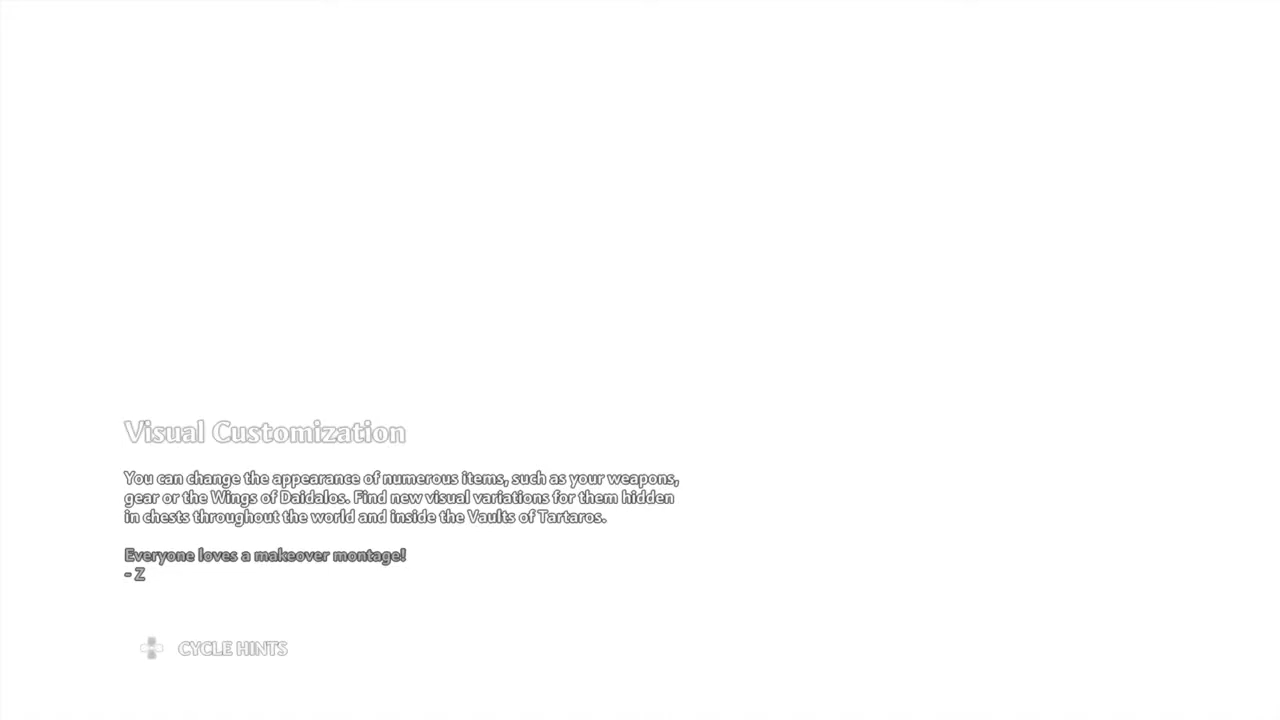 Visual Customization
You can change the appearance of numerous items, such as your weapons,
gear or the Wings of Daidalos. Find new visual variations for them hidden
in chests throughout the world and inside the Vaults of Tartaros.
Everyone loves a makeover montage!
- Z
CYCLE HINTS